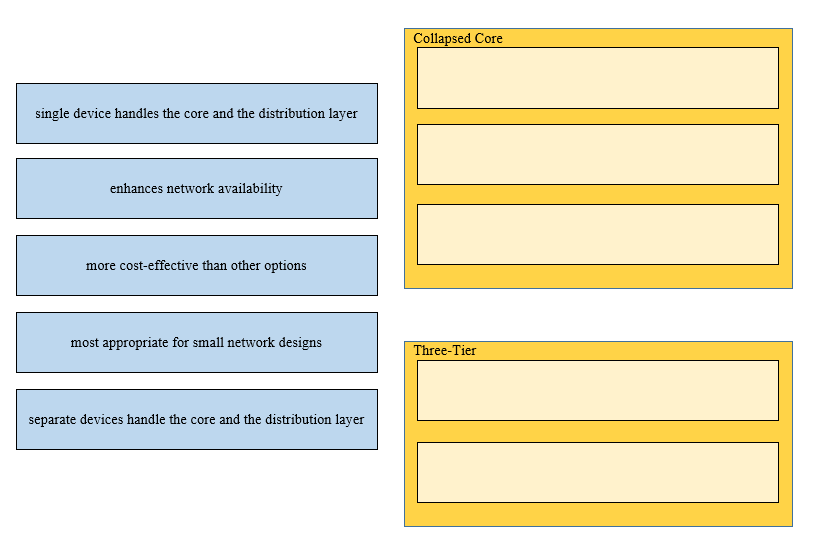 single device handles the core and the distribution layer
enhances network availability
more cost-effective than other options
most appropriate for small network designs
separate devices handle the core and the distribution layer
Collapsed Core
Three-Tier